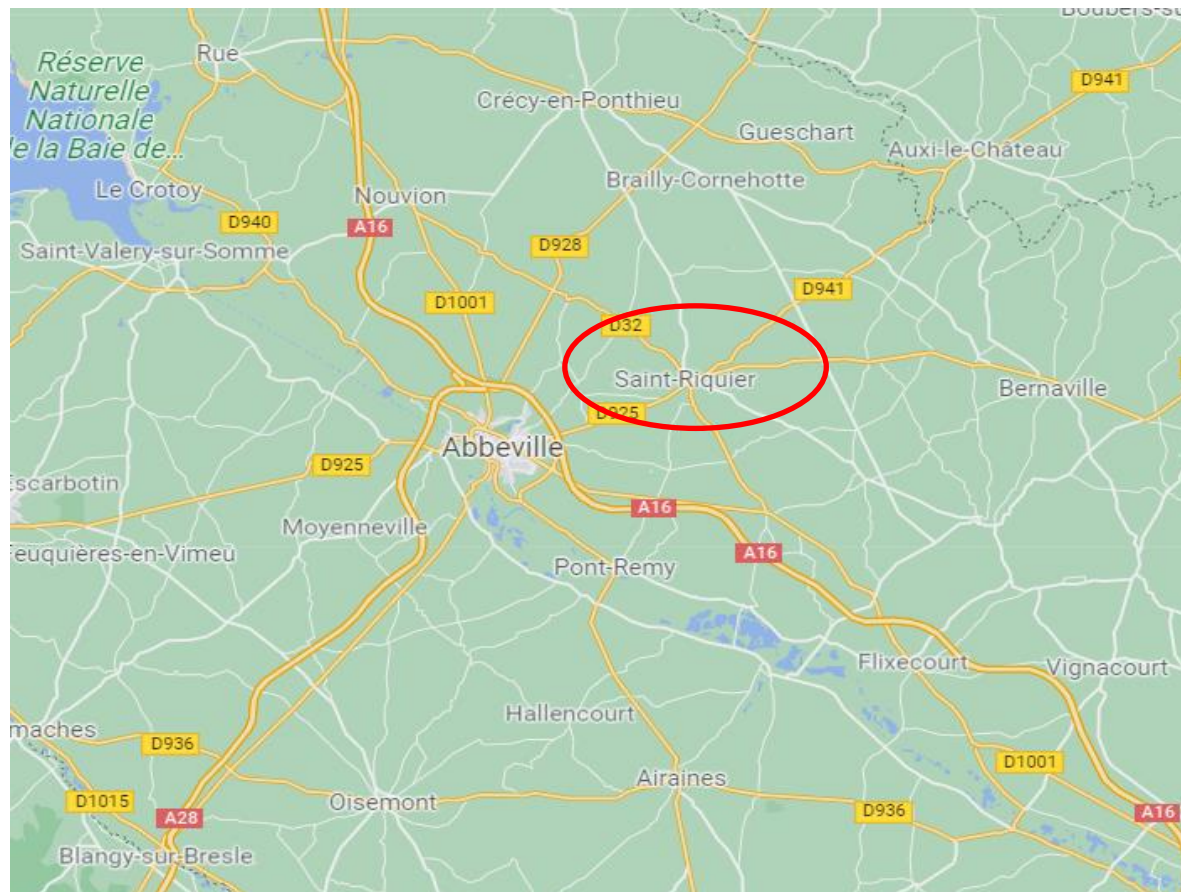 Rue
Réserve
Naturelle
Nationale
de la Baie de...
Crécy-en-Ponthieu
D941
Gueschart
Auxi-le-Château
Brailly-Cornehotte
Le Crotoy
Nouvion
D940
A16
D928
Saint-Valery-sur-Somme
D941
D1001
D32
Saint-Riquier
Bernaville
D925
Abbeville
D925
Escarbotin
A16
Moyenneville
Feuquières-en-Vimeu
A16
Pont-Remy
Flixecourt
Vignacourt
Hallencourt
maches
D936
D1001
Airaines
D1015
Oisemont
D936
A16
A28
Blangy-sur-Bresle